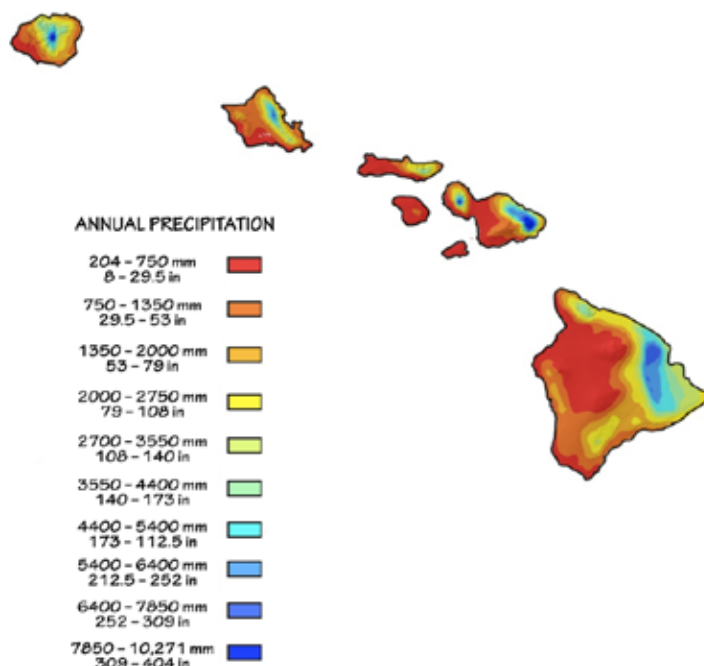 ANNUAL PRECIPITATION
204 - 750 mm
8 - 29.5 in
750 - 1350 mm
29.5 - 53 in
1350 - 2000 mm
53 - 79 in
2000 - 2750 mm
79 - 108 in
2700 - 3550 mm
108 - 140 in
3550 - 4400 mm
140 - 173 in
4400 - 5400 mm
173 - 112.5 in
5400 - 6400 mm
212.5 - 252 in
6400 - 7850 mm
252 - 309 in
7850 - 10,271 mm
309 - 404 in